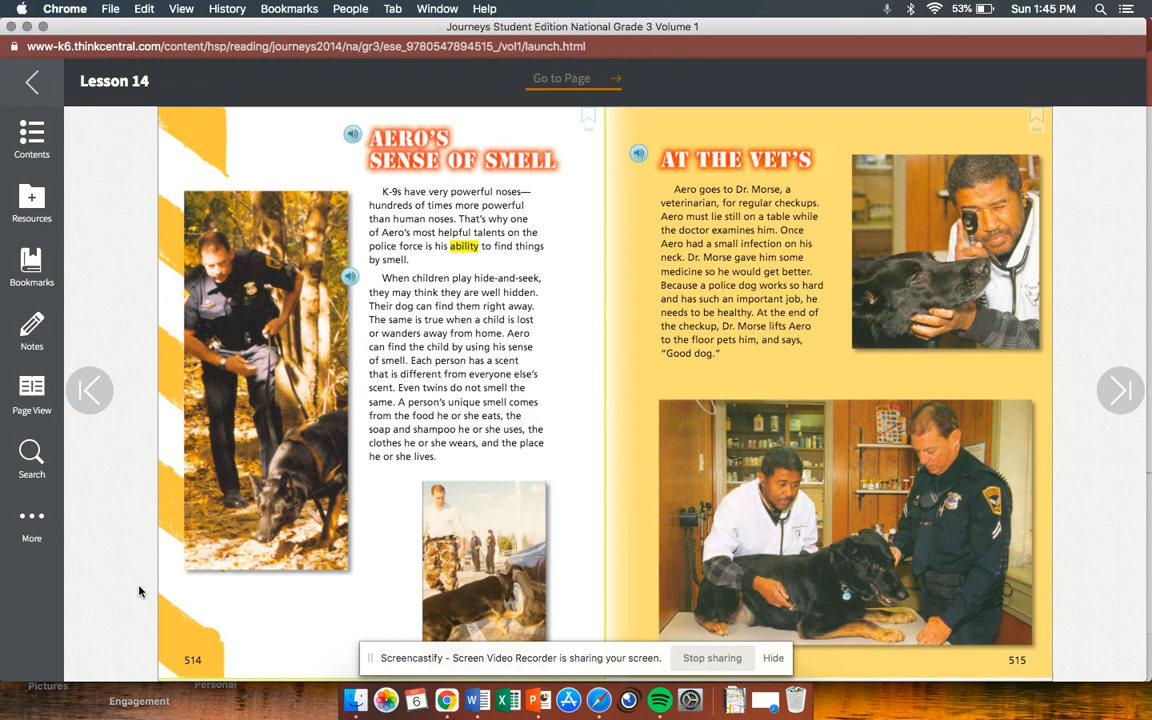 Chrome File Edit View History Bookmarks People Tab Window Help 53% Sun 1:45 PM
Journeys Student Edition National Grade 3 Volume 1
www-k6.thinkcentral.com/content/hsp/reading/journeys2014/na/gr3/ese_9780547894515_/vol1/launch.html
Lesson 14
Go to Page →
Contents
Resources
Bookmarks
Notes
Page View
Search
More
AERO'S
SENSE OF SMELL
K-9s have very powerful noses—
hundreds of times more powerful
than human noses. That's why one
of Aero's most helpful talents on the
police force is his ability to find things
by smell.
When children play hide-and-seek,
they may think they are well hidden.
Their dog can find them right away.
The same is true when a child is lost
or wanders away from home. Aero
can find the child by using his sense
of smell. Each person has a scent
that is different from everyone else's
scent. Even twins do not smell the
same. A person's unique smell comes
from the food he or she eats, the
soap and shampoo he or she uses, the
clothes he or she wears, and the place
he or she lives.
514
AT THE VET'S
Aero goes to Dr. Morse, a
veterinarian, for regular checkups.
Aero must lie still on a table while
the doctor examines him. Once
Aero had a small infection on his
neck. Dr. Morse gave him some
medicine so he would get better.
Because a police dog works so hard
and has such an important job, he
needs to be healthy. At the end of
the checkup, Dr. Morse lifts Aero
to the floor pets him, and says,
“Good dog.”
515
Screencastify - Screen Video Recorder is sharing your screen. Stop sharing Hide
Pictures Personal
Engagement
6